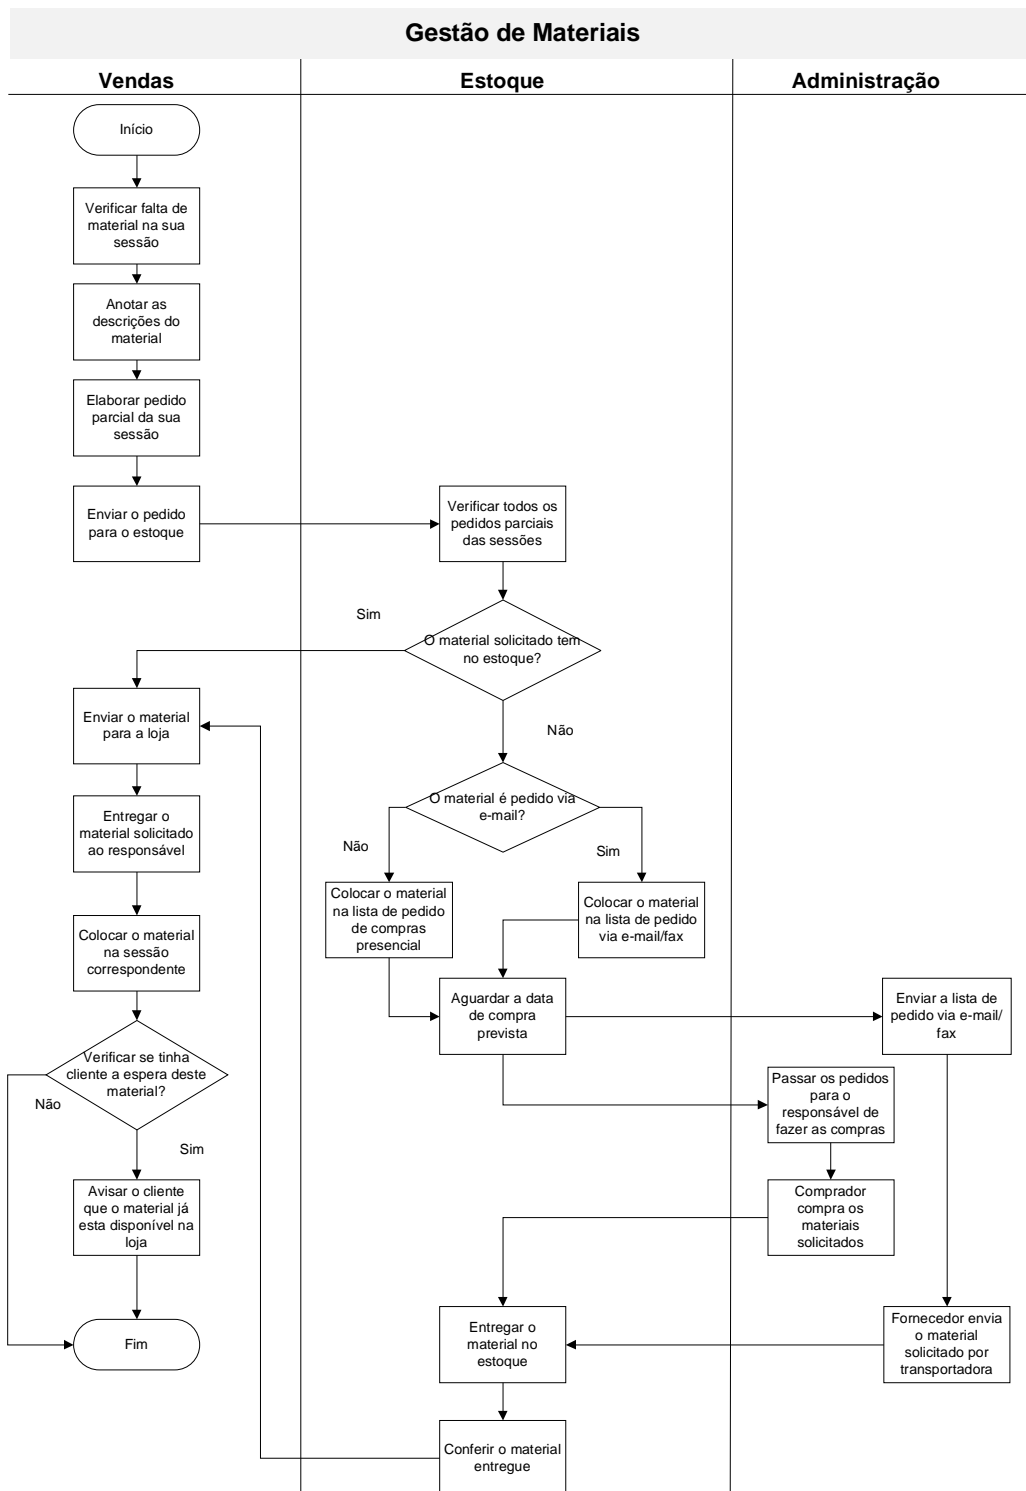 Gestão de Materiais
Vendas
Estoque
Administração
Início
Verificar falta de
material na sua
sessão
Anotar as
descrições do
material
Elaborar pedido
parcial da sua
sessão
Enviar o pedido
para o estoque
Verificar todos os
pedidos parciais
das sessões
Sim
O material solicitado tem
no estoque?
Não
Enviar o material
para a loja
O material é pedido via
e-mail?
Não
Sim
Entregar o
material solicitado
ao responsável
Colocar o material
na lista de pedido
de compras
presencial
Colocar o material
na lista de pedido
via e-mail/fax
Colocar o material
na sessão
correspondente
Aguardar a data
de compra
prevista
Enviar a lista de
pedido via e-mail/
fax
Verificar se tinha
cliente a espera deste
material?
Não
Sim
Passar os pedidos
para o
responsável de
fazer as compras
Avisar o cliente
que o material já
esta disponível na
loja
Comprador
compra os
materiais
solicitados
Fim
Entregar o
material no
estoque
Fornecedor envia
o material
solicitado por
transportadora
Conferir o material
entregue